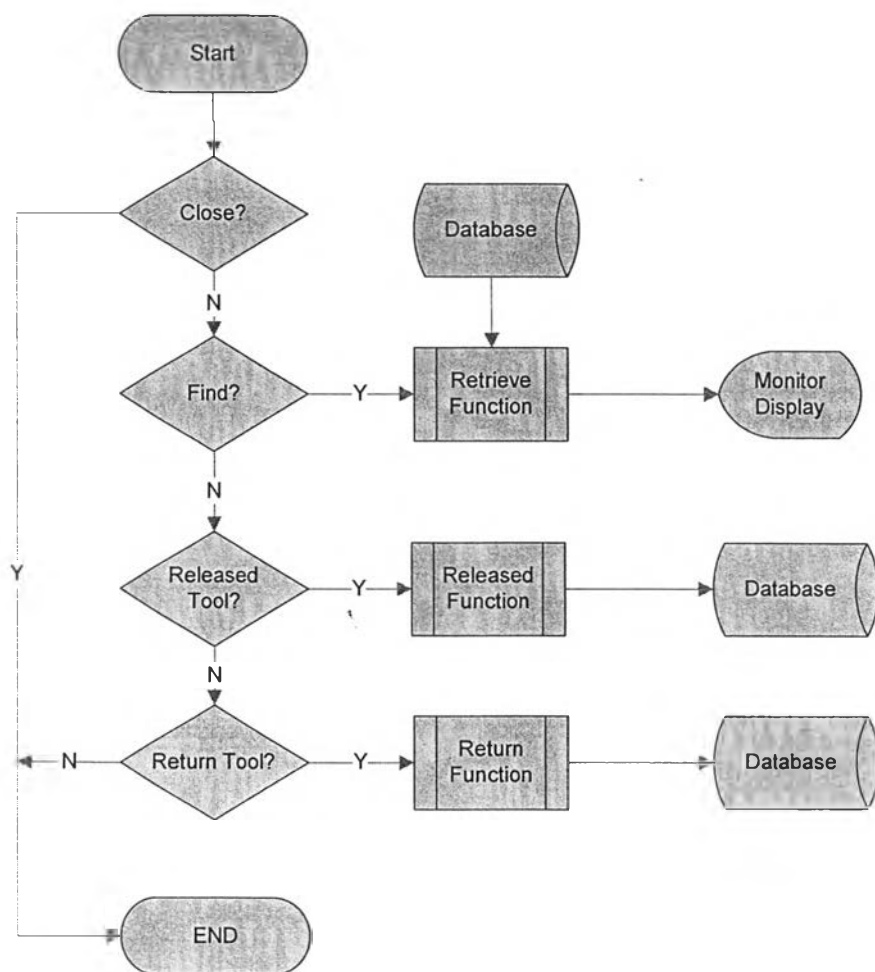 Start
Close?
Database
N
Find?
Y
Retrieve
Function
Monitor
Display
N
Y
Released
Tool?
Y
Released
Function
Database
N
N
Return Tool?
Y
Return
Function
Database
END